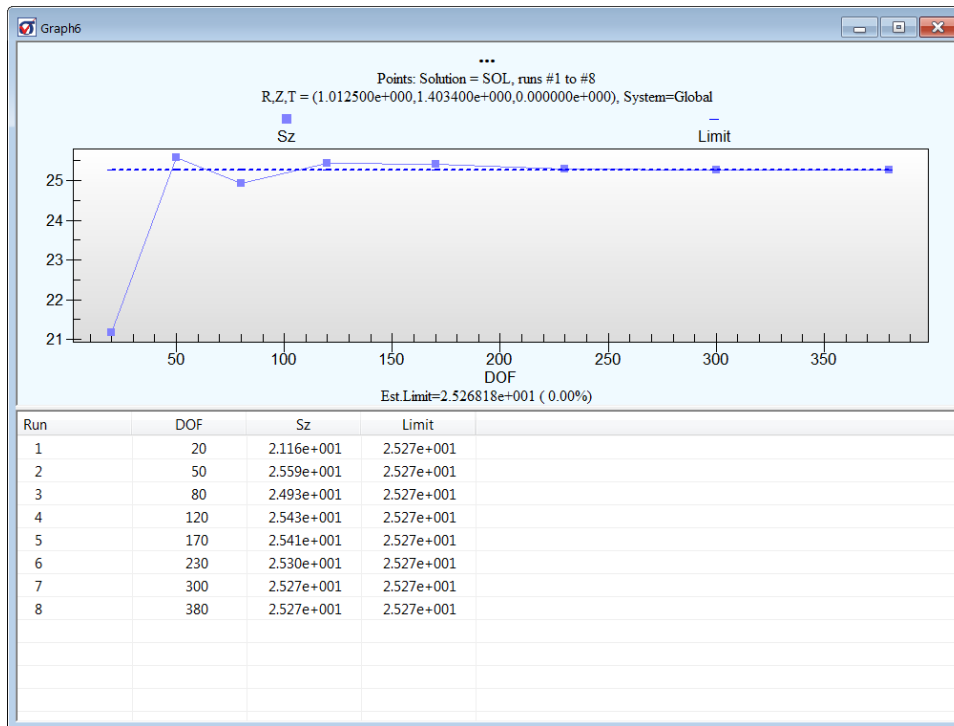 Graph6
...
Points: Solution = SOL, runs #1 to #8
R,Z,T = (1.012500e+000,1.403400e+000,0.000000e+000), System=Global
Sz
Limit
25
24
23
22
21
50 100 150 200 250 300 350
DOF
Est.Limit=2.526818e+001 ( 0.00%)
Run DOF Sz Limit
1 20 2.116e+001 2.527e+001
2 50 2.559e+001 2.527e+001
3 80 2.493e+001 2.527e+001
4 120 2.543e+001 2.527e+001
5 170 2.541e+001 2.527e+001
6 230 2.530e+001 2.527e+001
7 300 2.527e+001 2.527e+001
8 380 2.527e+001 2.527e+001